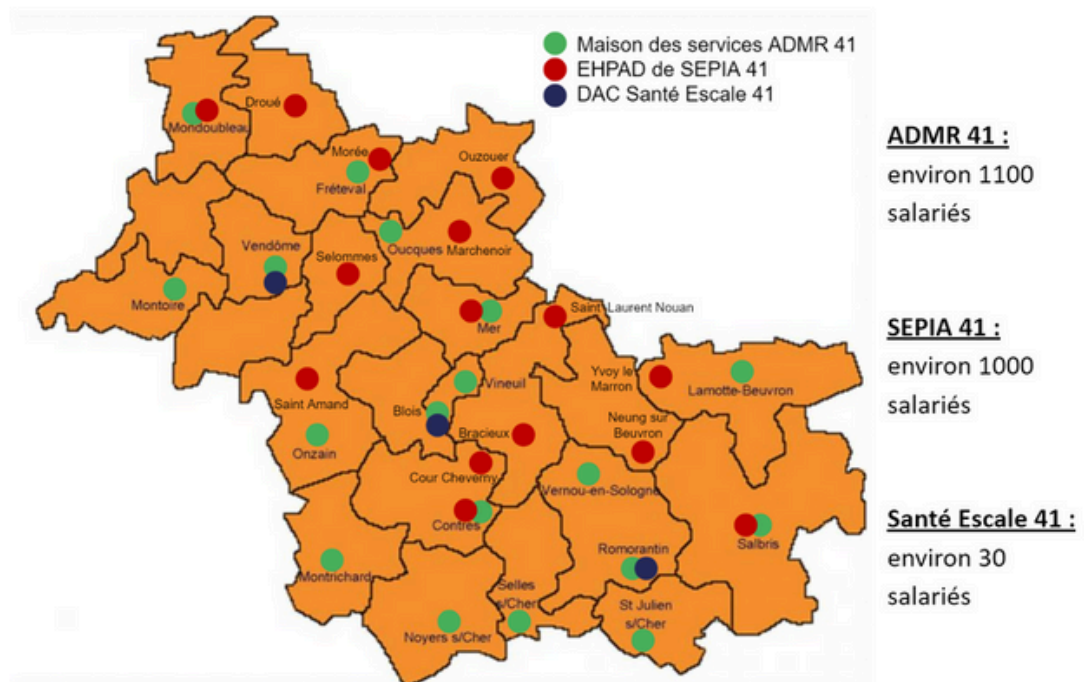 Maison des services ADMR 41
EHPAD de SEPIA 41
DAC Santé Escale 41
Droué
Mondoubleau
Morée
Fréteval
Ouzouer
Oucques
Marchenoir
Vendôme
Selommes
Montoire
Mer
Saint-Laurent Nouan
Yvoy le
Marron
Lamotte-Beuvron
Vineuil
Saint Amand
Blois
Neung sur
Beuvron
Bracieux
Onzain
Cour Cheverny
Vernou-en-Sologne
Contres
Salbris
Romorantin
Montrichard
Selles
s/Cher
St Julien
s/Cher
Noyers s/Cher
ADMR 41 :
environ 1100
salariés
SEPIA 41 :
environ 1000
salariés
Santé Escale 41 :
environ 30
salariés